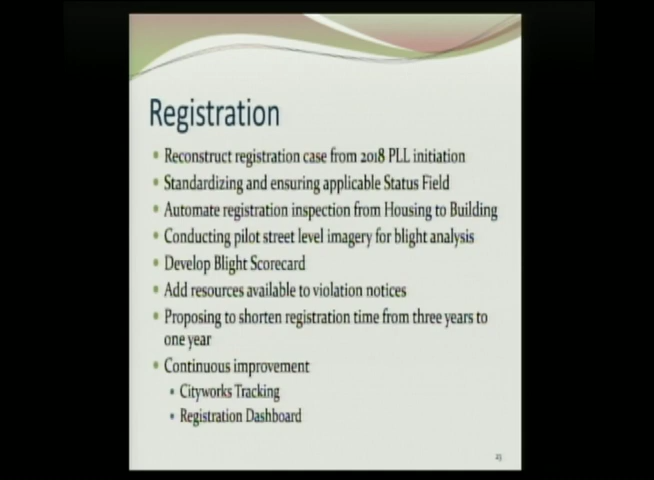 Registration
Reconstruct registration case from 2018 PLL initiation
Standardizing and ensuring applicable Status Field
Automate registration inspection from Housing to Building
Conducting pilot street level imagery for blight analysis
Develop Blight Scorecard
Add resources available to violation notices
Proposing to shorten registration time from three years to
one year
Continuous improvement
Cityworks Tracking
Registration Dashboard